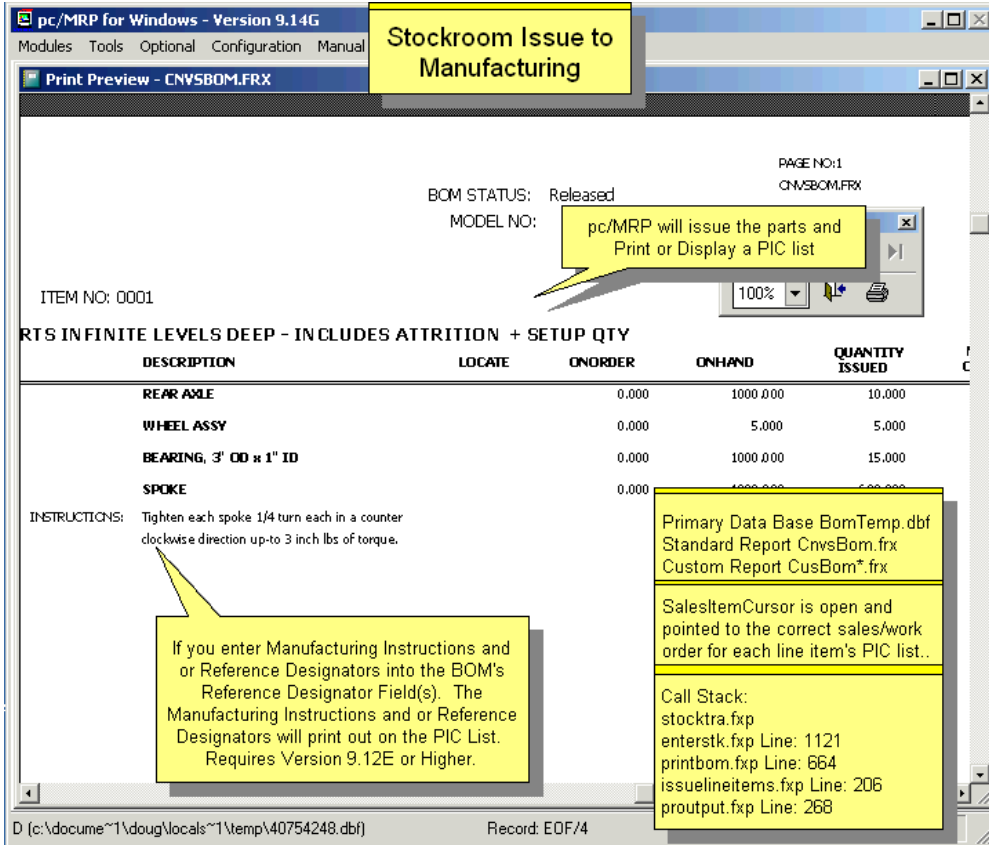 pc/MRP for Windows - Version 9.14G
Modules Tools Optional Configuration Manual
Stockroom Issue to
Manufacturing
Print Preview - CNVSBOM.FRX
PAGE NO:1
CNVSBOM.FRX
BOM STATUS: Released
MODEL NO:
pc/MRP will issue the parts and
Print or Display a PIC list
100%
ITEM NO: 0001
RTS INFINITE LEVELS DEEP - INCLUDES ATTRITION + SETUP QTY
DESCRIPTION LOCATE ONORDER ONHAND QUANTITY
ISSUED
REAR AXLE 0.000 1000.000 10.000
WHEEL ASSY 0.000 5.000 5.000
BEARING, 3" OD x 1" ID 0.000 1000.000 15.000
SPOKE 0.000
INSTRUCTIONS: Tighten each spoke 1/4 turn each in a counter
clockwise direction up-to 3 inch lbs of torque.
Primary Data Base BomTemp.dbf
Standard Report CnvsBom.frx
Custom Report CusBom*.frx
SalesItemCursor is open and
pointed to the correct sales/work
order for each line item's PIC list..
If you enter Manufacturing Instructions and
or Reference Designators into the BOM's
Reference Designator Field(s). The
Manufacturing Instructions and or Reference
Designators will print out on the PIC List.
Requires Version 9.12E or Higher.
Call Stack:
stocktra.fxp
enterstk.fxp Line: 1121
printbom.fxp Line: 664
issuelineitems.fxp Line: 206
proutput.fxp Line: 268
D (c:\docume~1\doug\locals~1\temp\40754248.dbf) Record: EOF/4